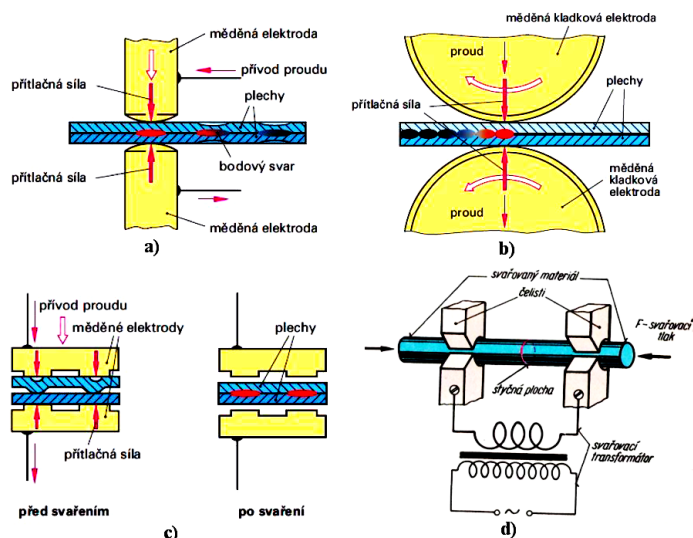 měděná elektroda
přítlačná síla
přívod proudu
plechy
bodový svar
přítlačná síla
měděná elektroda
a)
měděná kladková elektroda
proud
přítlačná síla
plechy
proud
měděná
kladková
elektroda
b)
přívod proudu
měděné elektrody
přítlačná síla
před svařením
plechy
po svaření
c)
svařovaný materiál
čelisti
F-svařovací
tlak
styčná plocha
svařovací
transformátor
d)